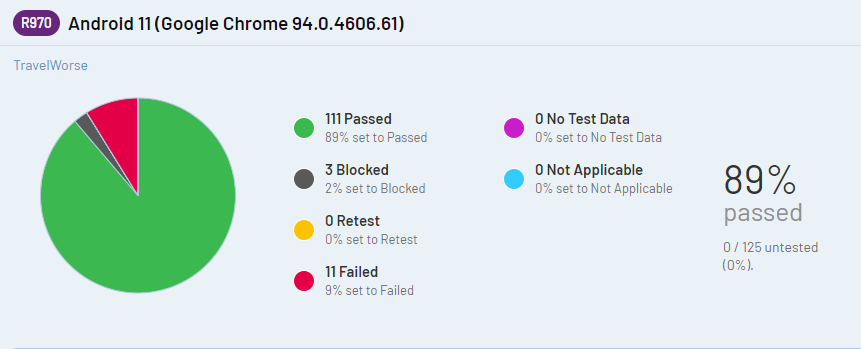 R970 Android 11 (Google Chrome 94.0.4606.61)
TravelWorse
111 Passed
89% set to Passed
3 Blocked
2% set to Blocked
0 Retest
0% set to Retest
11 Failed
9% set to Failed
0 No Test Data
0% set to No Test Data
0 Not Applicable
0% set to Not Applicable
89%
passed
0 / 125 untested
(0%).